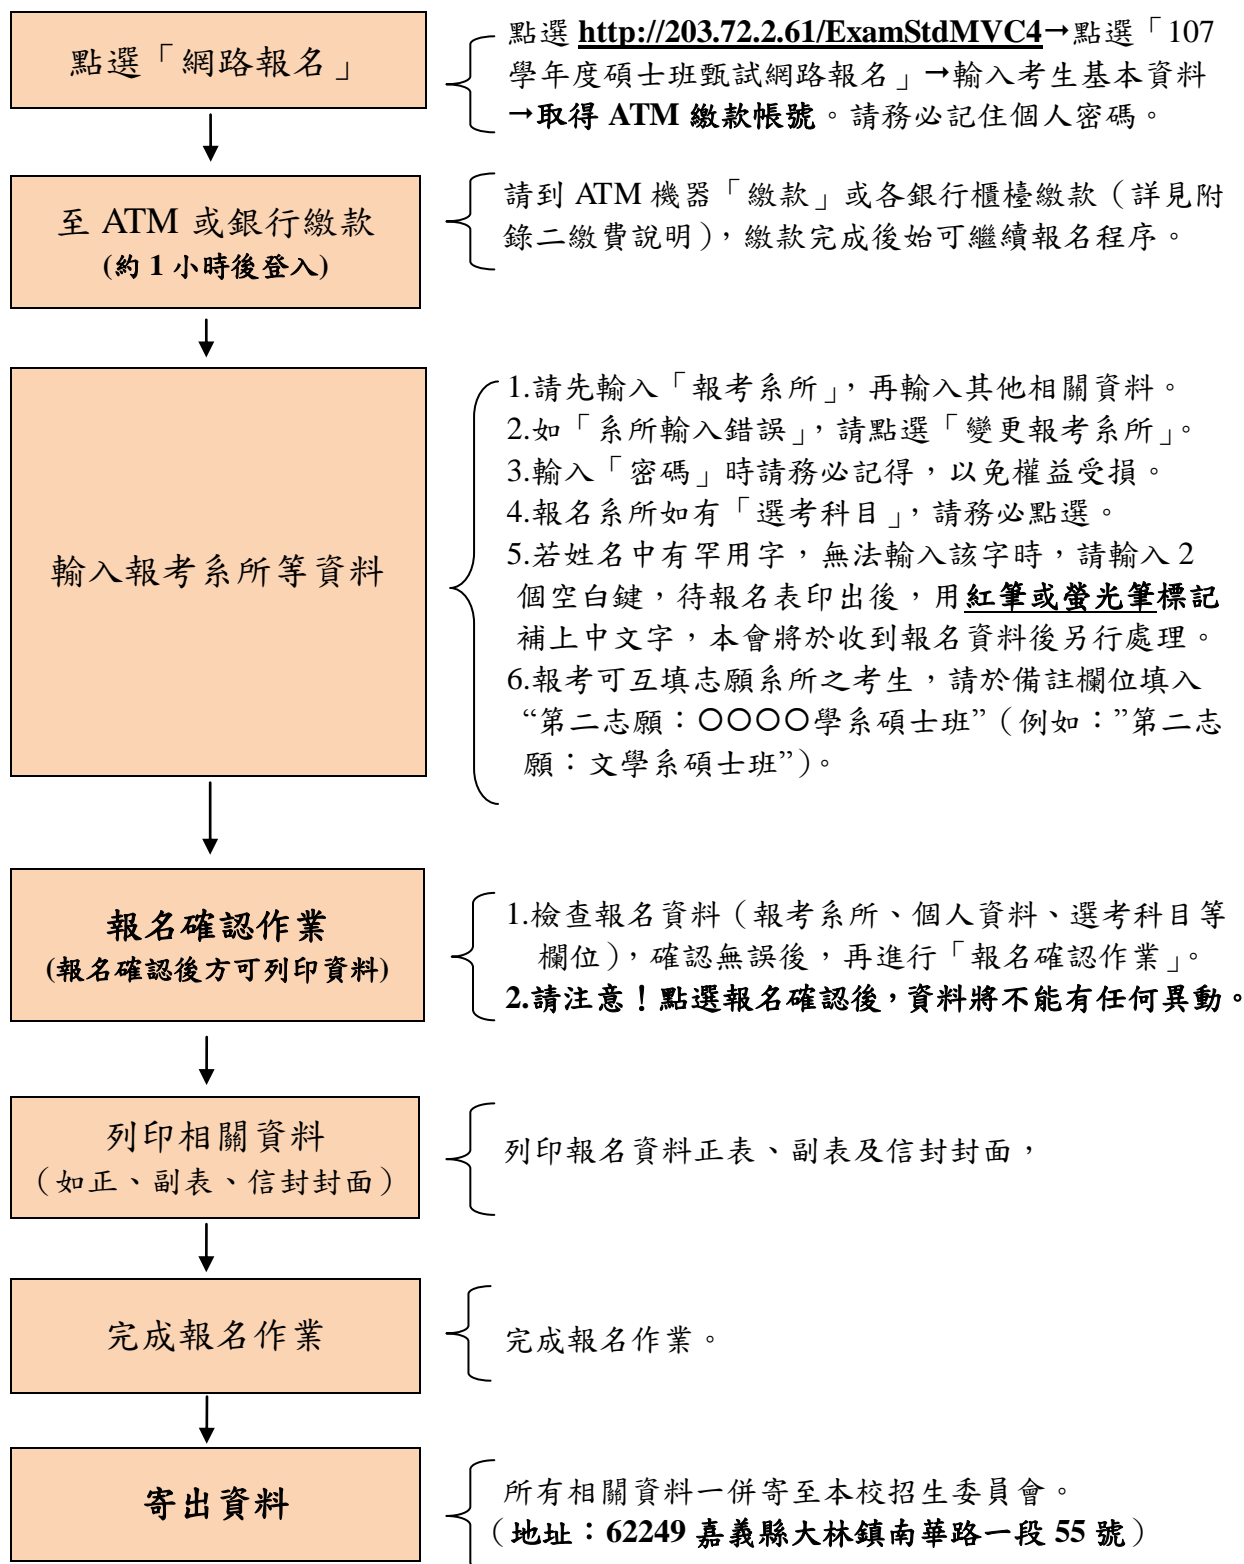 點選「網路報名」
點選 http://203.72.2.61/ExamStdMVC4→點選「107
學年度碩士班甄試網路報名」→輸入考生基本資料
→取得 ATM 繳款帳號。請務必記住個人密碼。
至 ATM 或銀行繳款
(約 1 小時後登入)
請到 ATM 機器「繳款」或各銀行櫃檯繳款（詳見附
錄二繳費說明），繳款完成後始可繼續報名程序。
輸入報考系所等資料
1.請先輸入「報考系所」，再輸入其他相關資料。
2.如「系所輸入錯誤」，請點選「變更報考系所」。
3.輸入「密碼」時請務必記得，以免權益受損。
4.報名系所如有「選考科目」，請務必點選。
5.若姓名中有罕用字，無法輸入該字時，請輸入 2
個空白鍵，待報名表印出後，用紅筆或螢光筆標記
補上中文字，本會將於收到報名資料後另行處理。
6.報考可互填志願系所之考生，請於備註欄位填入
“第二志願：○○○○學系碩士班”（例如：”第二志
願：文學系碩士班”）。
報名確認作業
(報名確認後方可列印資料)
1.檢查報名資料（報考系所、個人資料、選考科目等
欄位），確認無誤後，再進行「報名確認作業」。
2.請注意！點選報名確認後，資料將不能有任何異動。
列印相關資料
（如正、副表、信封封面）
列印報名資料正表、副表及信封封面，
完成報名作業
完成報名作業。
寄出資料
所有相關資料一併寄至本校招生委員會。
（地址：62249 嘉義縣大林鎮南華路一段 55 號）